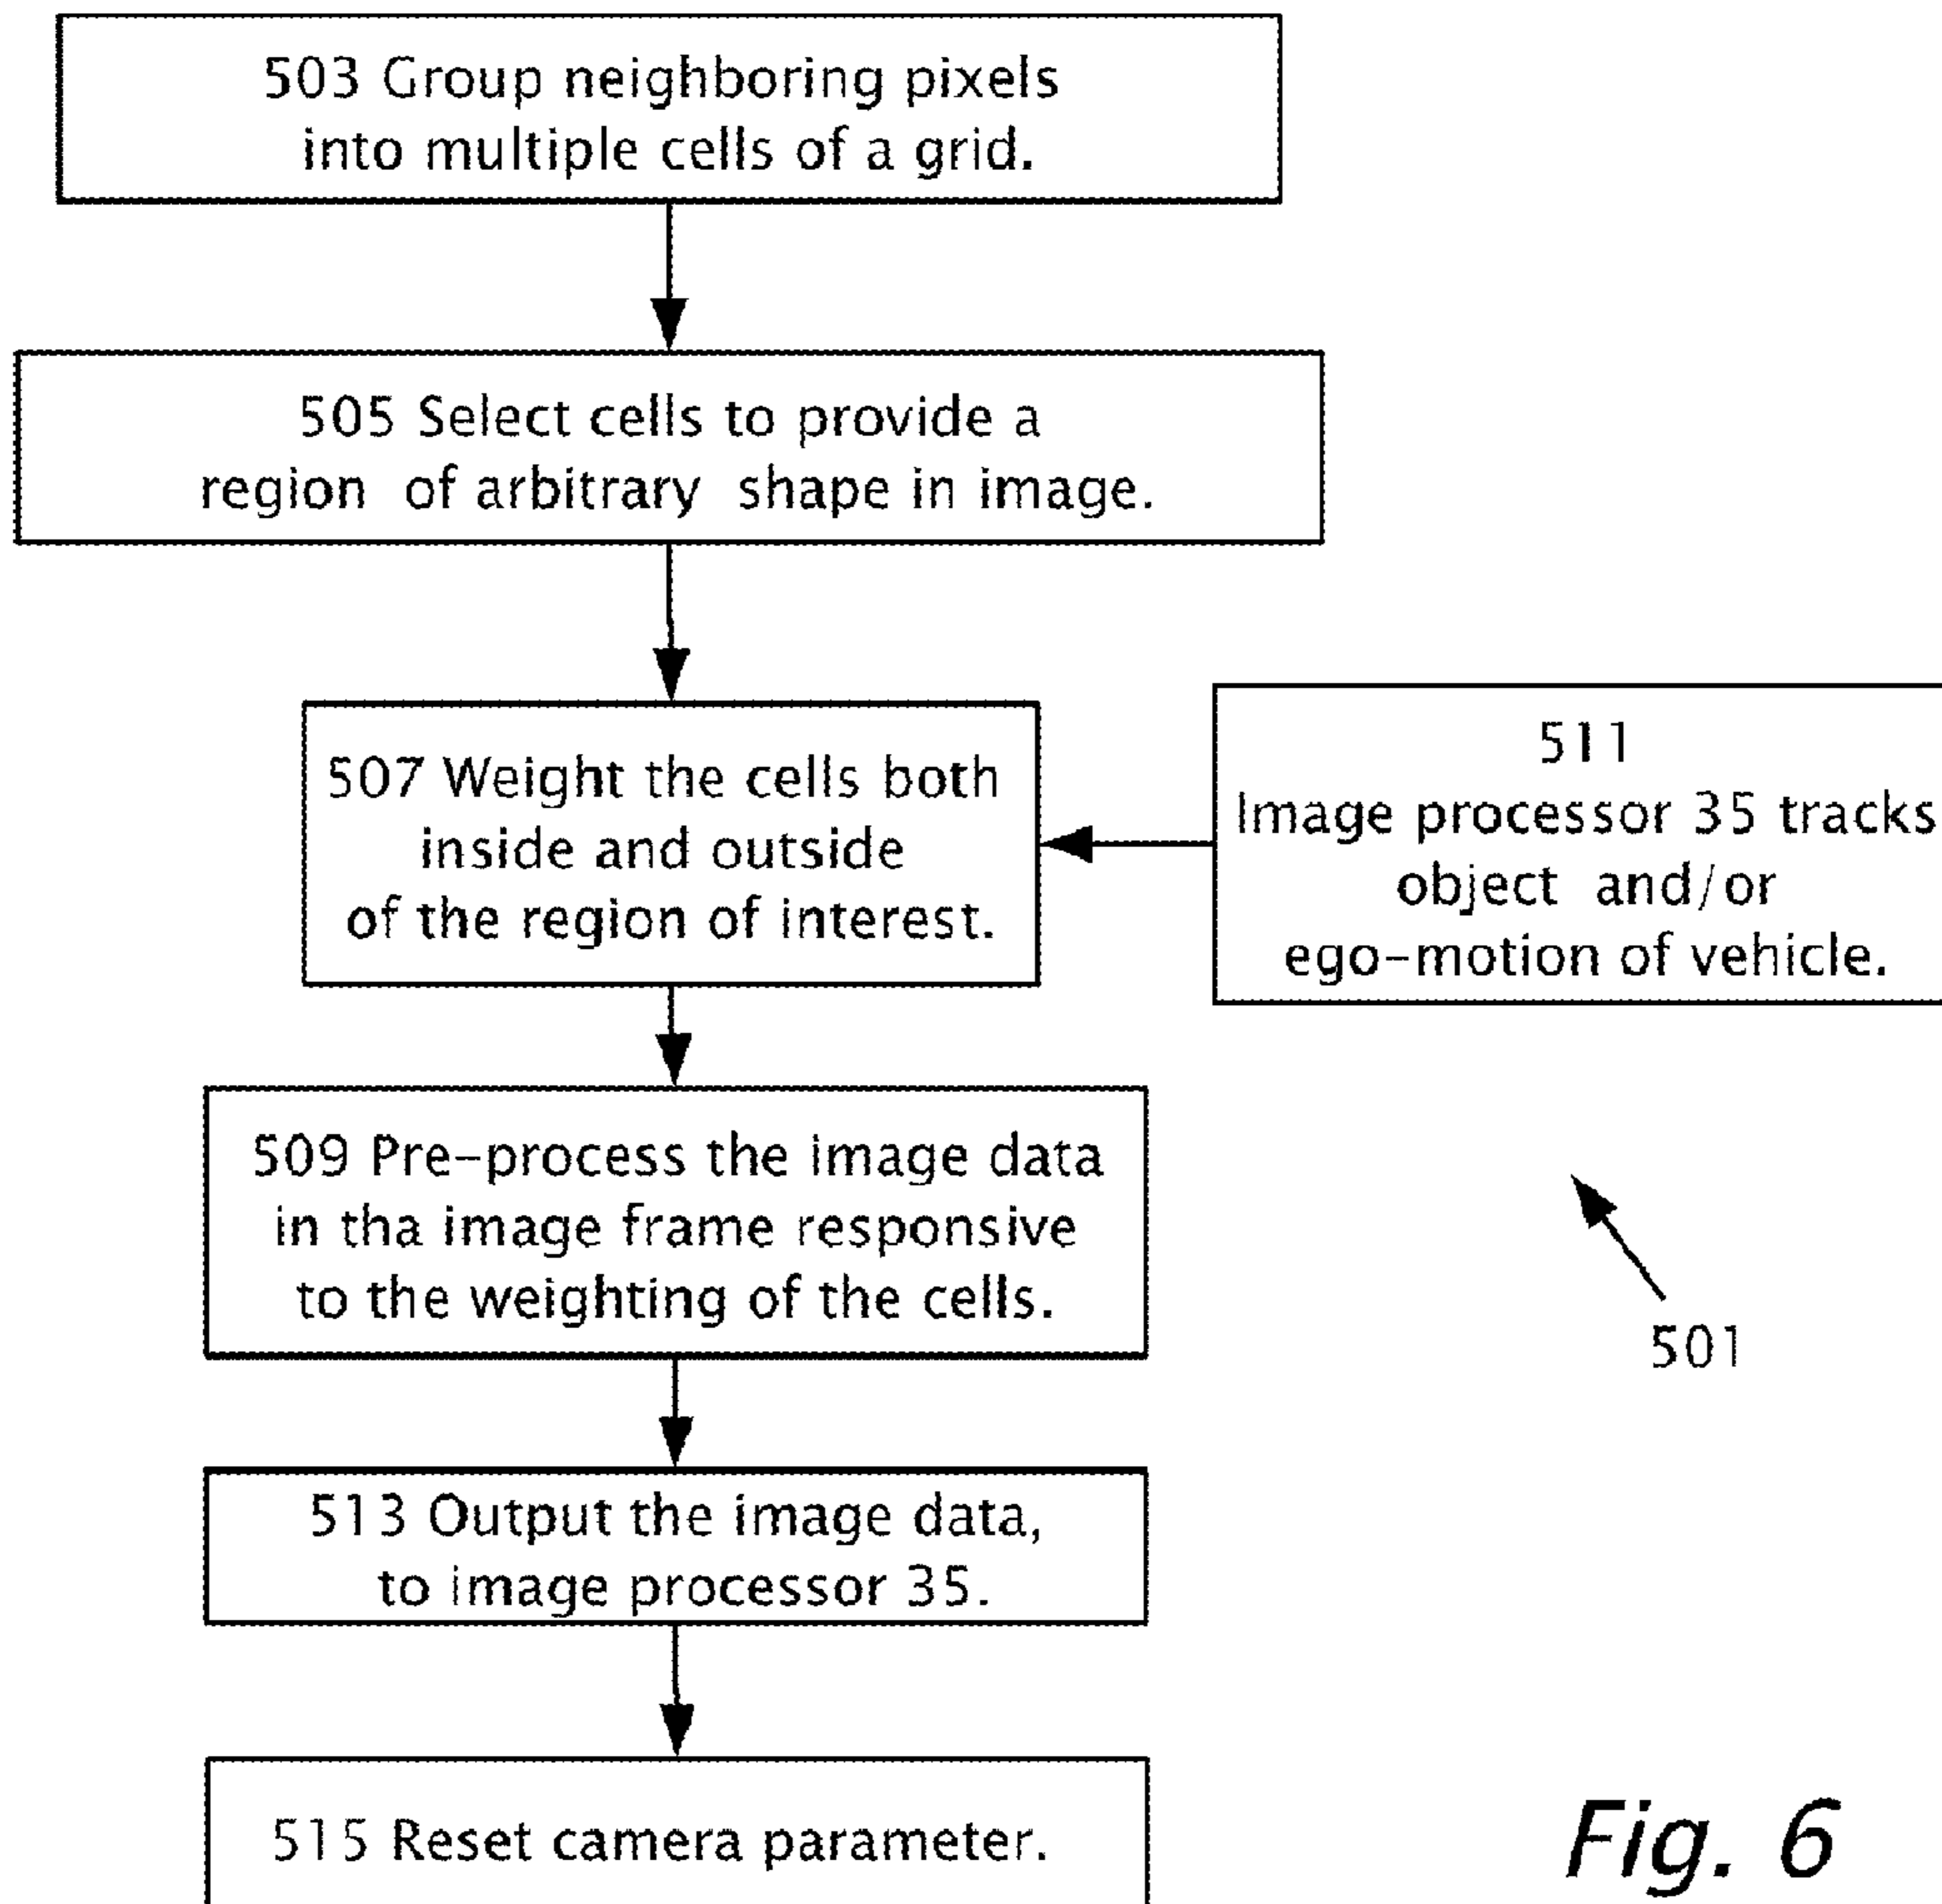 503 Group neighboring pixels
into multiple cells of a grid.
505 Select cells to provide a
region of arbitrary shape in image.
507 Weight the cells both
inside and outside
of the region of interest.
511
Image processor 35 tracks
object and/or
ego-motion of vehicle.
509 Pre-process the image data
in tha image frame responsive
to the weighting of the cells.
501
513 Output the image data,
to image processor 35.
515 Reset camera parameter.
Fig. 6